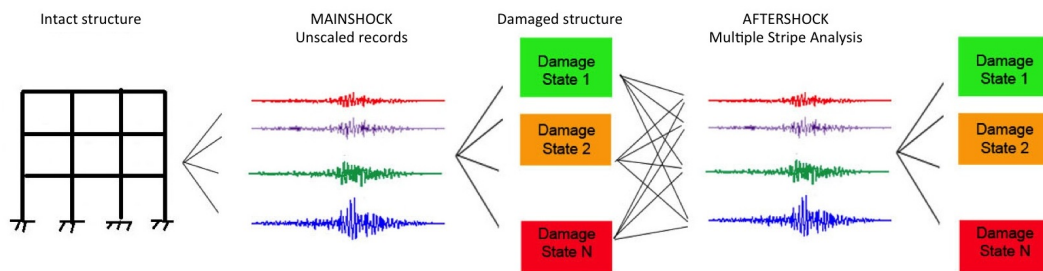 Intact structure
MAINSHOCK
Unscaled records
Damaged structure
AFTERSHOCK
Multiple Stripe Analysis
Damage
State 1
Damage
State 2
Damage
State N
Damage
State 1
Damage
State 2
Damage
State N